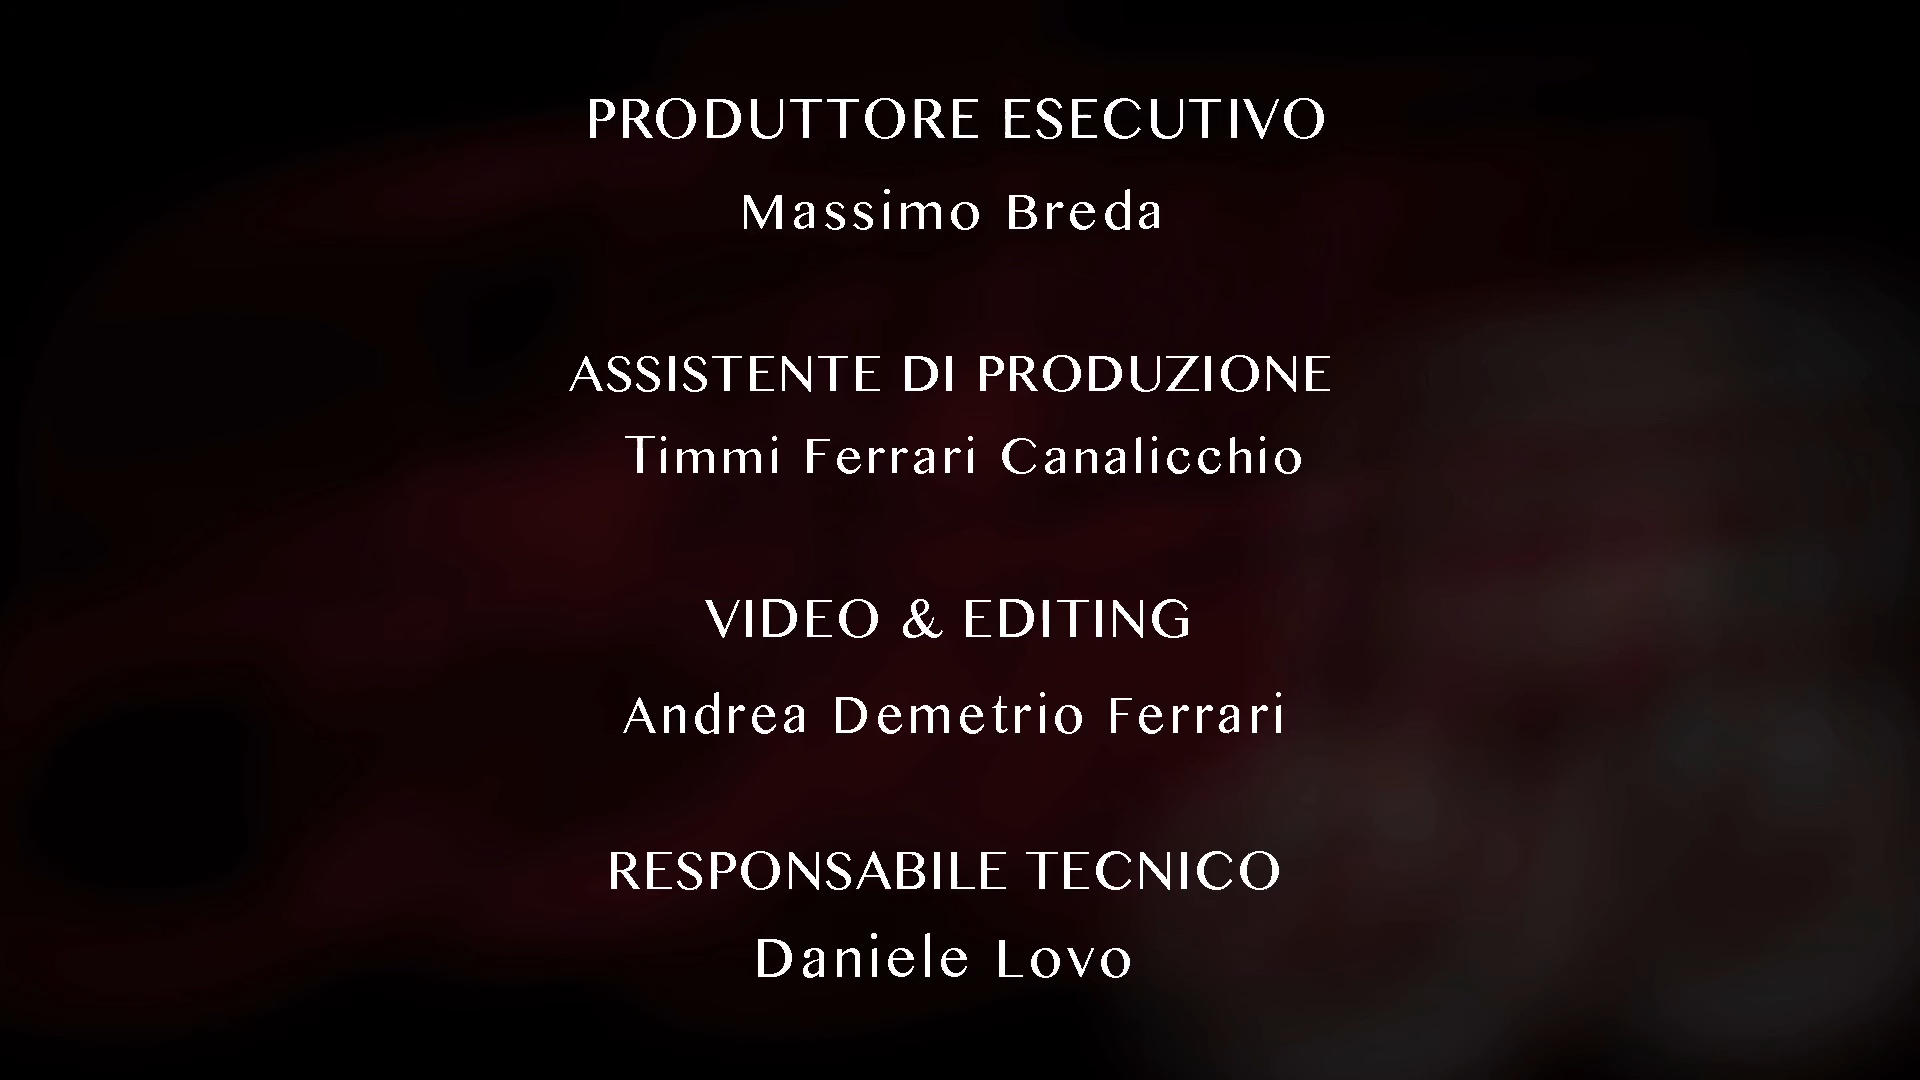 PRODUTTORE ESECUTIVO
Massimo Breda
ASSISTENTE DI PRODUZIONE
Timmi Ferrari Canalicchio
VIDEO & EDITING
Andrea Demetrio Ferrari
RESPONSABILE TECNICO
Daniele Lovo